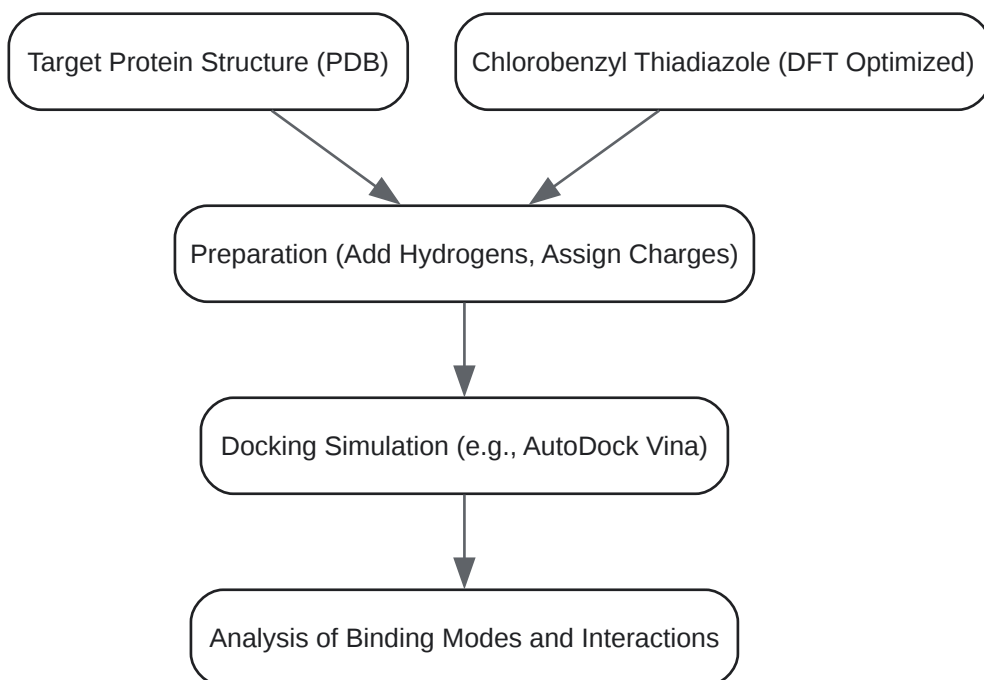 Target Protein Structure (PDB)
Chlorobenzyl Thiadiazole (DFT Optimized)
Preparation (Add Hydrogens, Assign Charges)
Docking Simulation (e.g., AutoDock Vina)
Analysis of Binding Modes and Interactions